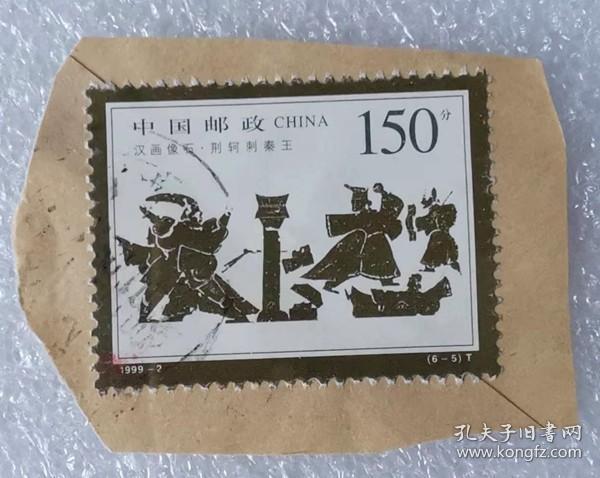 中国邮政 CHINA
150分
汉画像石·荆轲刺秦王
1999-2
(6-5)T
孔夫子旧书网
www.kongfz.com